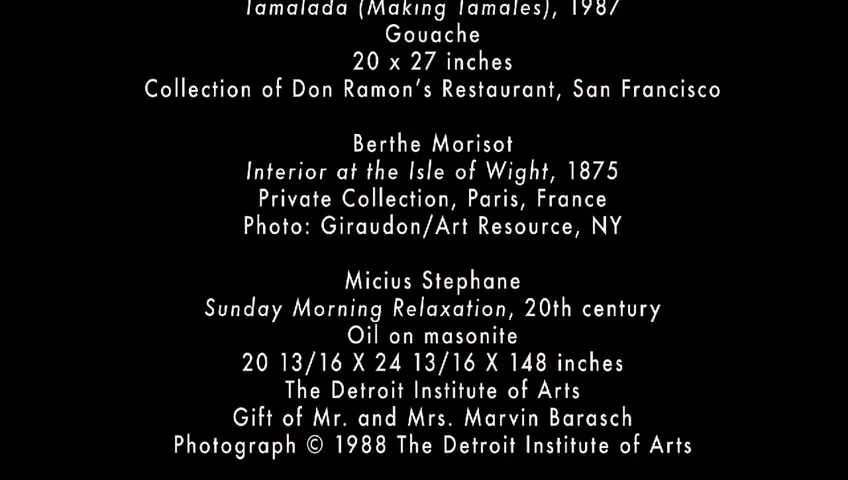 Tamalada (Making Tamales), 1987
Gouache
20 x 27 inches
Collection of Don Ramon's Restaurant, San Francisco
Berthe Morisot
Interior at the Isle of Wight, 1875
Private Collection, Paris, France
Photo: Giraudon/Art Resource, NY
Micius Stephane
Sunday Morning Relaxation, 20th century
Oil on masonite
20 13/16 X 24 13/16 X 148 inches
The Detroit Institute of Arts
Gift of Mr. and Mrs. Marvin Barasch
Photograph © 1988 The Detroit Institute of Arts